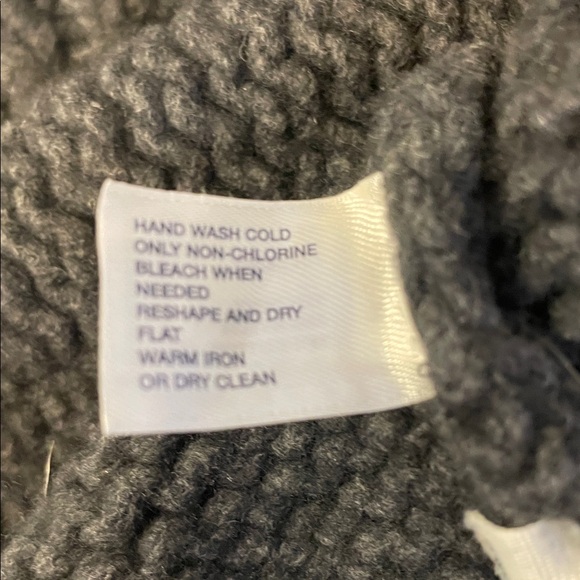 HAND WASH COLD
ONLY NON-CHLORINE
BLEACH WHEN
NEEDED
RESHAPE AND DRY
FLAT
WARM IRON
OR DRY CLEAN